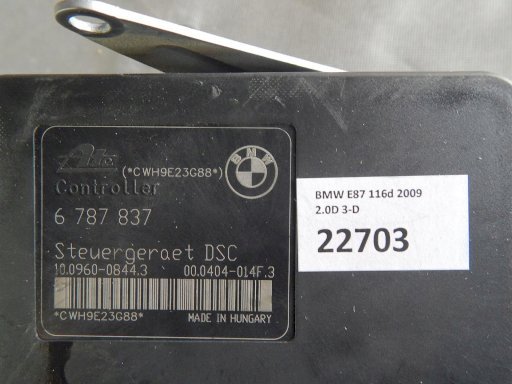 Ate
(*CWH9E23G88*)
BMW
Controller
6 787 837
Steuergeraet DSC
10.0960-0844.3 00.0404-014F.3
*CWH9E23G88* MADE IN HUNGARY
BMW E87 116d 2009
2.0D 3-D
22703